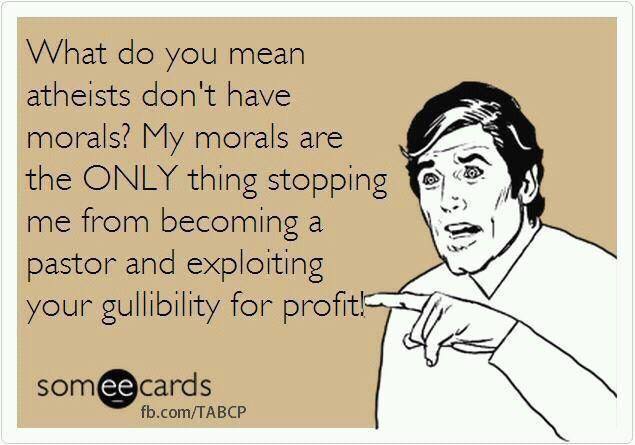 What do you mean
atheists don't have
morals? My morals are
the ONLY thing stopping
me from becoming a
pastor and exploiting
your gullibility for profit!
someecards
fb.com/TABCP